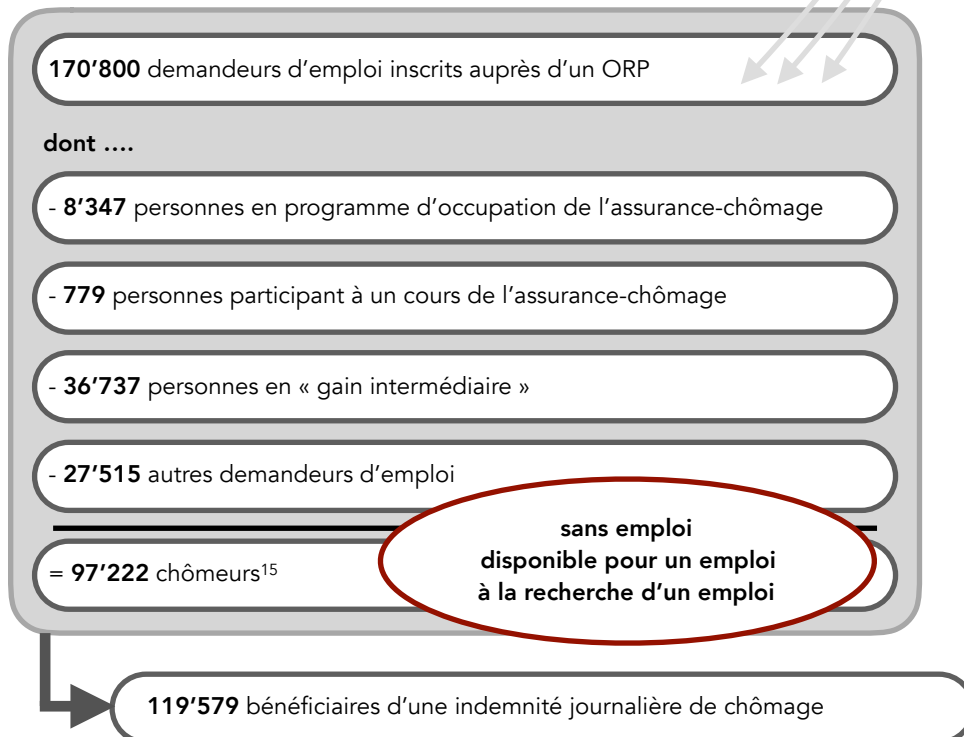 170’800 demandeurs d’emploi inscrits auprès d’un ORP
dont ….
- 8’347 personnes en programme d’occupation de l’assurance-chômage
- 779 personnes participant à un cours de l’assurance-chômage
- 36’737 personnes en « gain intermédiaire »
- 27’515 autres demandeurs d’emploi
= 97’222 chômeurs¹⁵
sans emploi
disponible pour un emploi
à la recherche d’un emploi
119’579 bénéficiaires d’une indemnité journalière de chômage